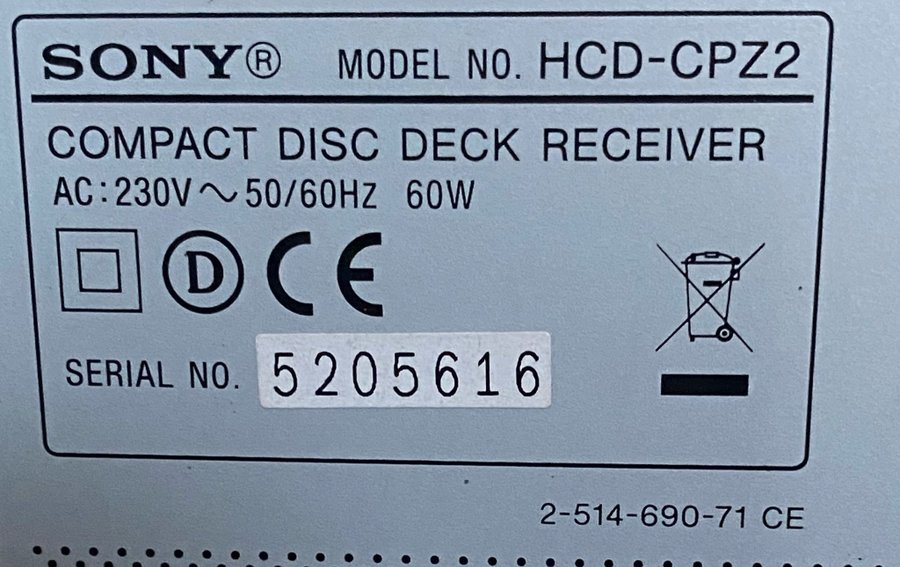 SONY® MODEL NO. HCD-CPZ2
COMPACT DISC DECK RECEIVER
AC:230V~50/60Hz 60W
D CE
SERIAL NO. 5205616
2-514-690-71 CE